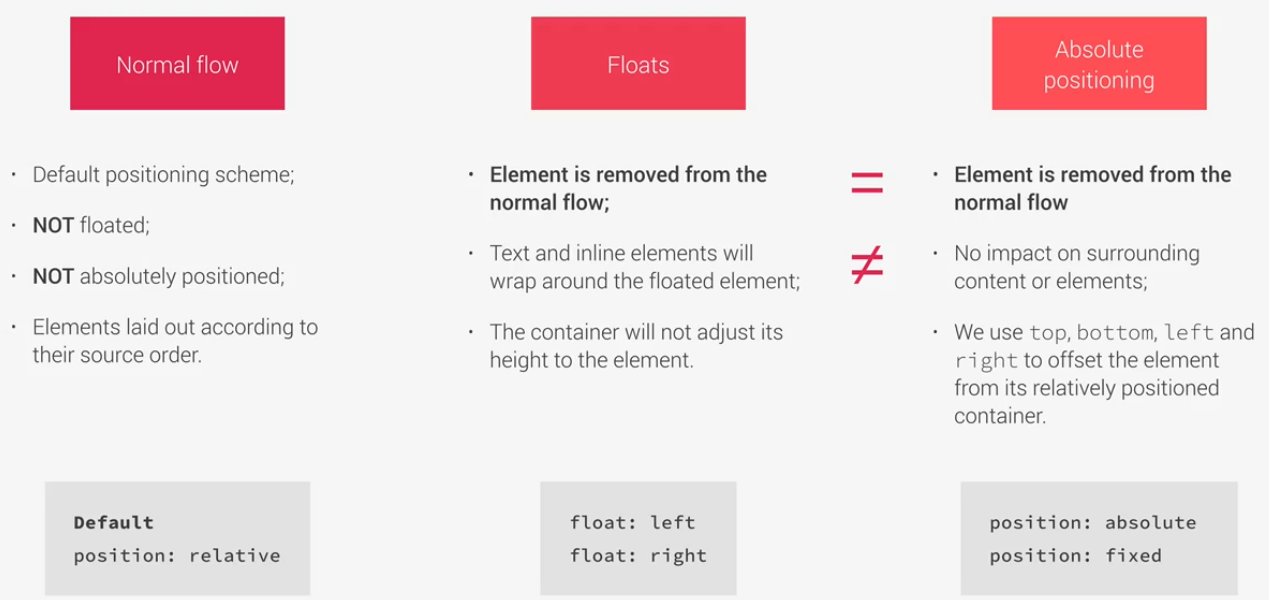 Normal flow
· Default positioning scheme;
· NOT floated;
· NOT absolutely positioned;
· Elements laid out according to
their source order.
Default
position: relative
Floats
· Element is removed from the
normal flow;
· Text and inline elements will
wrap around the floated element;
· The container will not adjust its
height to the element.
float: left
float: right
=
≠
Absolute
positioning
· Element is removed from the
normal flow
· No impact on surrounding
content or elements;
· We use top, bottom, left and
right to offset the element
from its relatively positioned
container.
position: absolute
position: fixed